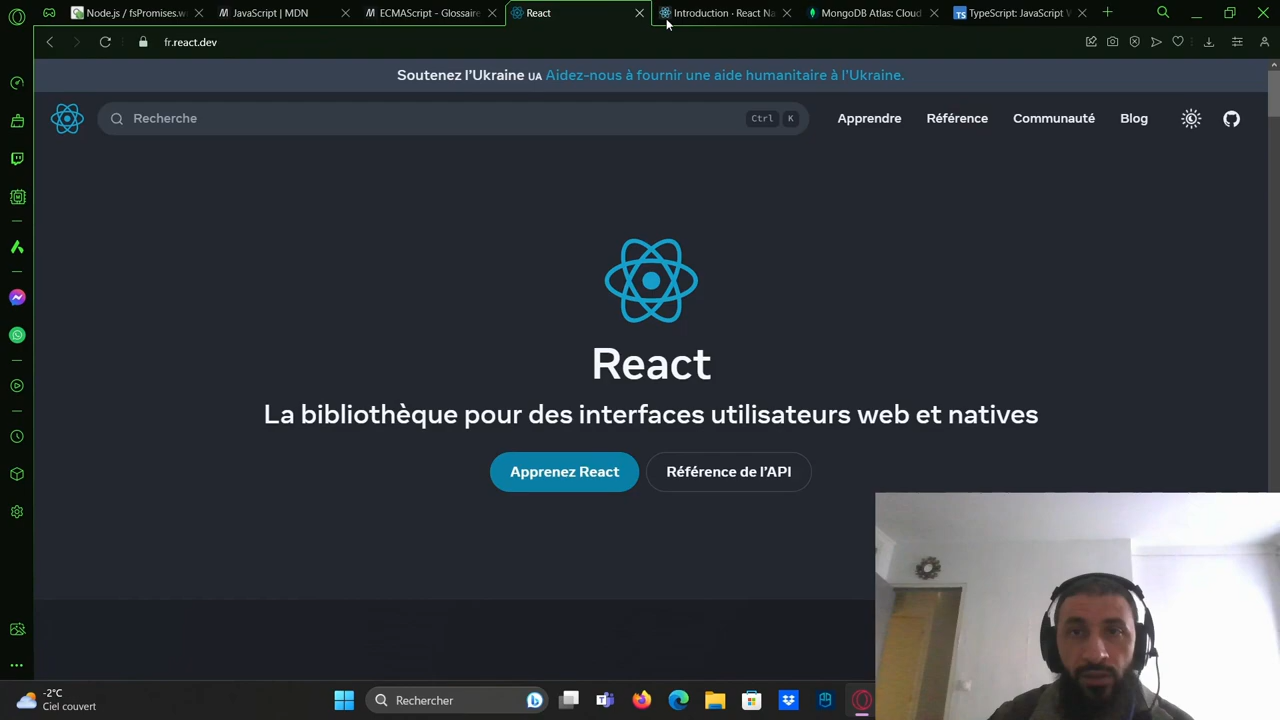 Node.js / fsPromises.w
JavaScript | MDN
ECMAScript - Glossaire
React
Introduction · React Na
MongoDB Atlas: Cloud
TypeScript: JavaScript W
fr.react.dev
Soutenez l'Ukraine UA Aidez-nous à fournir une aide humanitaire à l'Ukraine.
Recherche
Ctrl K
Apprendre
Référence
Communauté
Blog
React
La bibliothèque pour des interfaces utilisateurs web et natives
Apprenez React
Référence de l'API
-2°C
Ciel couvert
Rechercher